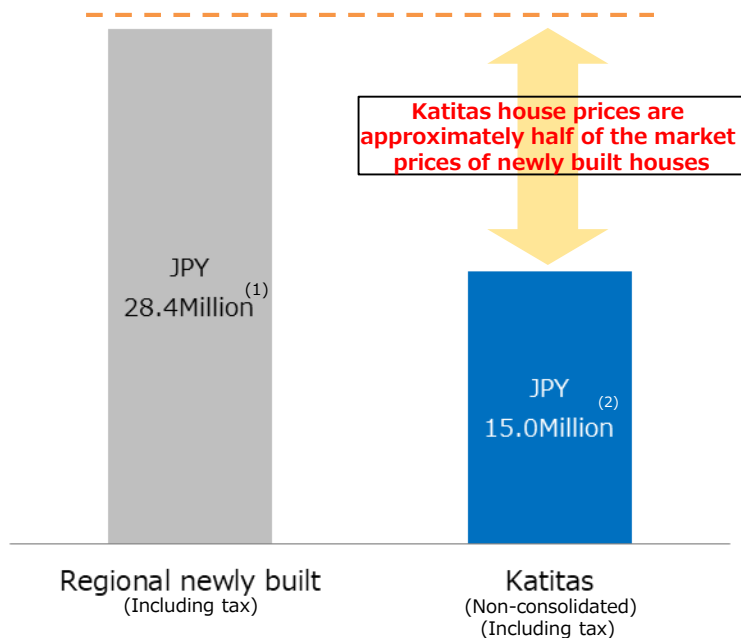 Katitas house prices are
approximately half of the market
prices of newly built houses
JPY
28.4Million(1)
JPY
15.0Million(2)
Regional newly built
(Including tax)
Katitas
(Non-consolidated)
(Including tax)